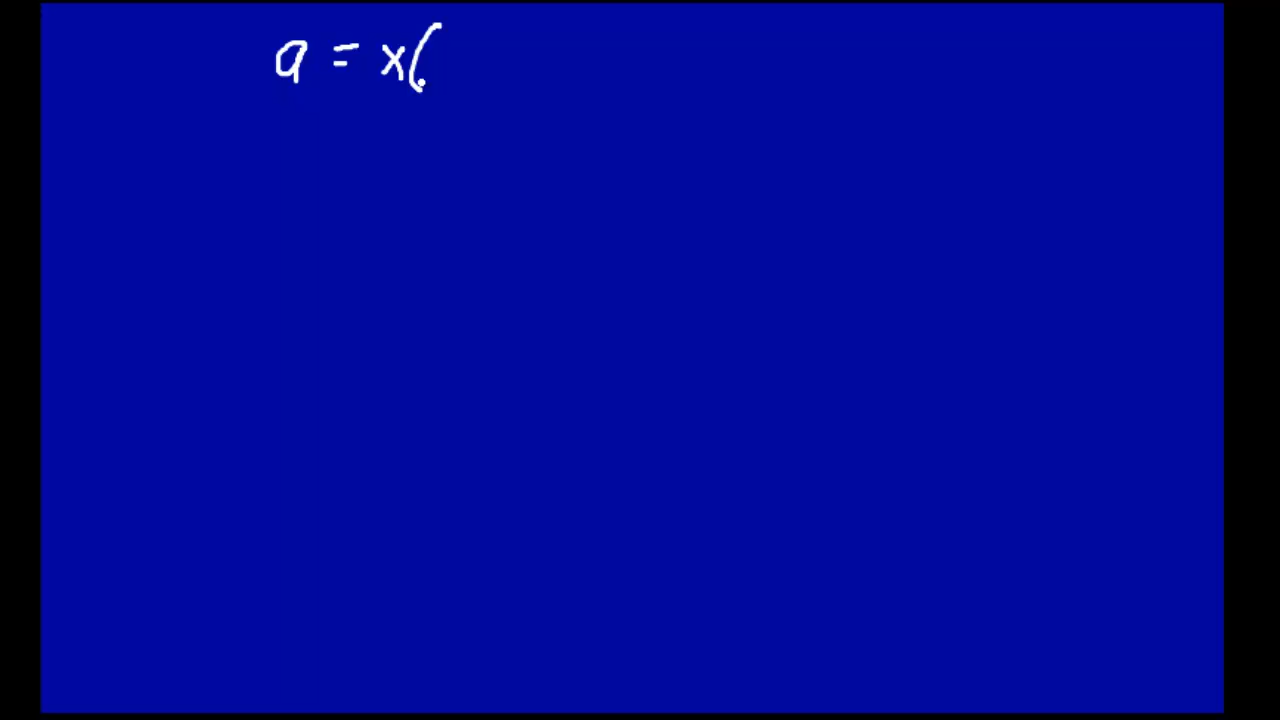 a = x(